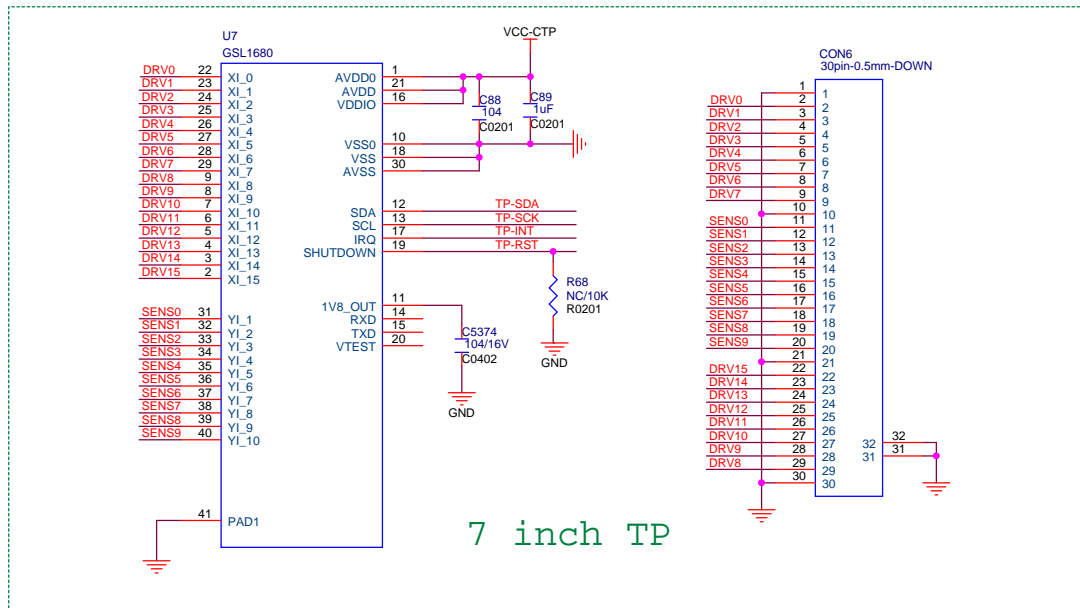 U7
GSL1680
DRV0 22 XI_0
DRV1 23 XI_1
DRV2 24 XI_2
DRV3 25 XI_3
DRV4 26 XI_4
DRV5 27 XI_5
DRV6 28 XI_6
DRV7 29 XI_7
DRV8 9 XI_8
DRV9 8 XI_9
DRV10 7 XI_10
DRV11 6 XI_11
DRV12 5 XI_12
DRV13 4 XI_13
DRV14 3 XI_14
DRV15 2 XI_15
SENS0 31 YI_1
SENS1 32 YI_2
SENS2 33 YI_3
SENS3 34 YI_4
SENS4 35 YI_5
SENS5 36 YI_6
SENS6 37 YI_7
SENS7 38 YI_8
SENS8 39 YI_9
SENS9 40 YI_10
41 PAD1
AVDD0 1
AVDD 21
VDDIO 16
VSS0 10
VSS 18
AVSS 30
SDA 12 TP-SDA
SCL 13 TP-SCK
IRQ 17 TP-INT
SHUTDOWN 19 TP-RST
1V8_OUT 11
RXD 14
TXD 15
VTEST 20
VCC-CTP
C88
104
C0201
C89
1uF
C0201
R68
NC/10K
R0201
GND
C5374
104/16V
C0402
GND
7 inch TP
CON6
30pin-0.5mm-DOWN
1 1
DRV0 2 2
DRV1 3 3
DRV2 4 4
DRV3 5 5
DRV4 6 6
DRV5 7 7
DRV6 8 8
DRV7 9 9
10 10
SENS0 11 11
SENS1 12 12
SENS2 13 13
SENS3 14 14
SENS4 15 15
SENS5 16 16
SENS6 17 17
SENS7 18 18
SENS8 19 19
SENS9 20 20
21 21
DRV15 22 22
DRV14 23 23
DRV13 24 24
DRV12 25 25
DRV11 26 26
DRV10 27 27
DRV9 28 28
DRV8 29 29
30 30
32 32
31 31